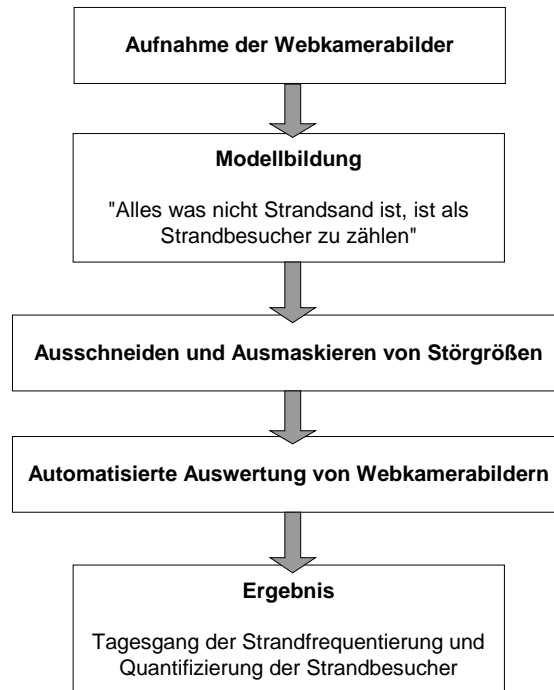 Aufnahme der Webkamerabilder
Modellbildung
"Alles was nicht Strandsand ist, ist als
Strandbesucher zu zählen"
Ausschneiden und Ausmaskieren von Störgrößen
Automatisierte Auswertung von Webkamerabildern
Ergebnis
Tagesgang der Strandfrequentierung und
Quantifizierung der Strandbesucher